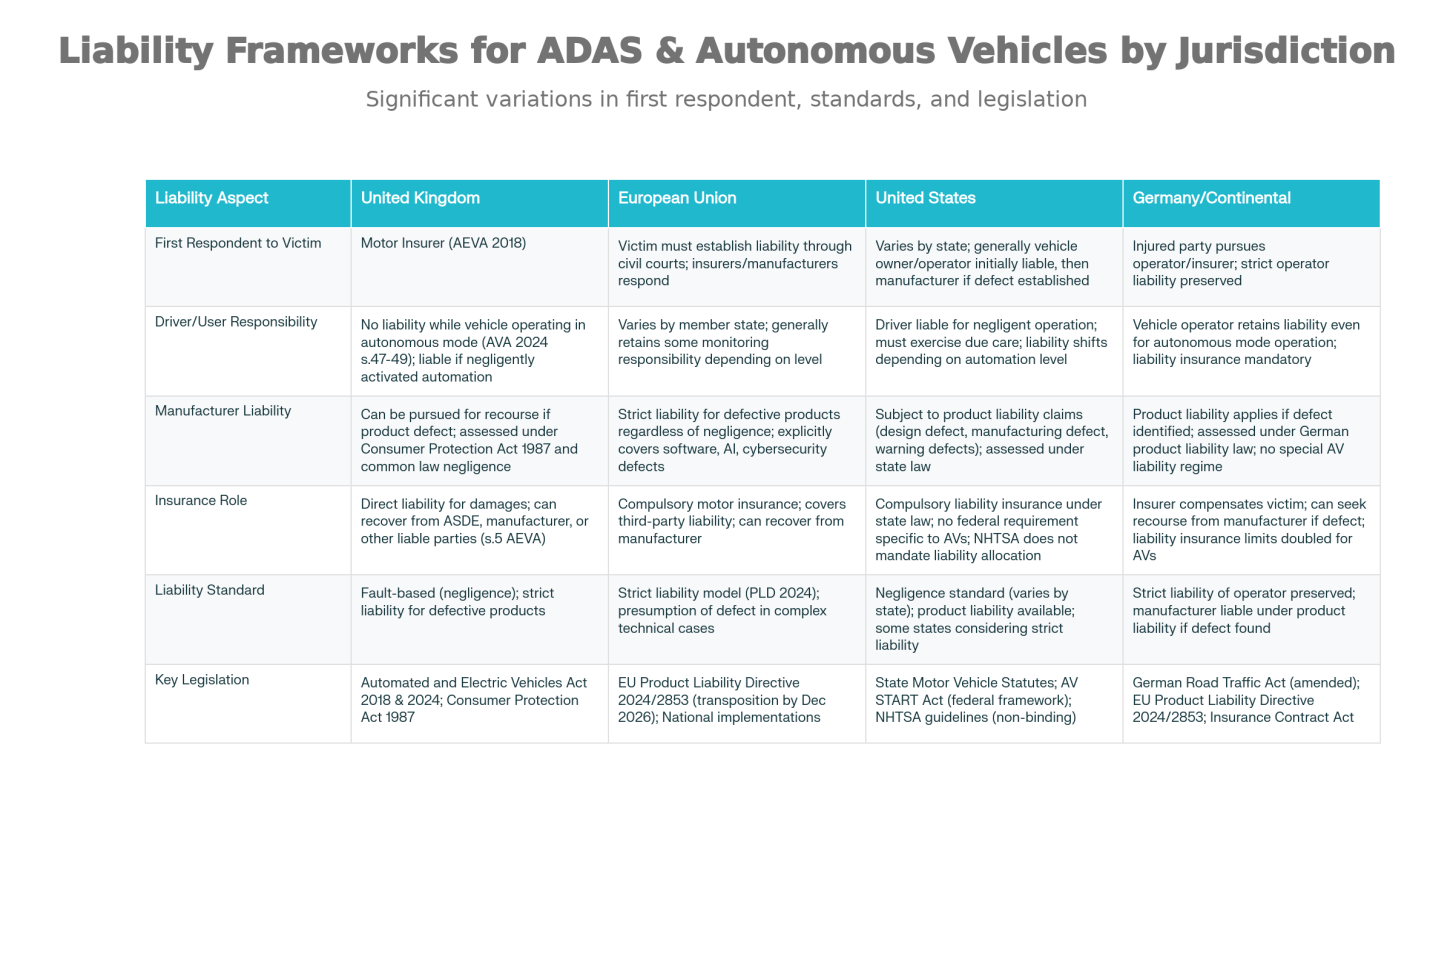 Liability Frameworks for ADAS & Autonomous Vehicles by Jurisdiction
Significant variations in first respondent, standards, and legislation
Liability Aspect
United Kingdom
European Union
United States
Germany/Continental
First Respondent to Victim
Motor Insurer (AEVA 2018)
Victim must establish liability through
civil courts; insurers/manufacturers
respond
Varies by state; generally vehicle
owner/operator initially liable, then
manufacturer if defect established
Injured party pursues
operator/insurer; strict operator
liability preserved
Driver/User Responsibility
No liability while vehicle operating in
autonomous mode (AVA 2024
s.47-49); liable if negligently
activated automation
Varies by member state; generally
retains some monitoring
responsibility depending on level
Driver liable for negligent operation;
must exercise due care; liability shifts
depending on automation level
Vehicle operator retains liability even
for autonomous mode operation;
liability insurance mandatory
Manufacturer Liability
Can be pursued for recourse if
product defect; assessed under
Consumer Protection Act 1987 and
common law negligence
Strict liability for defective products
regardless of negligence; explicitly
covers software, AI, cybersecurity
defects
Subject to product liability claims
(design defect, manufacturing defect,
warning defects); assessed under
state law
Product liability applies if defect
identified; assessed under German
product liability law; no special AV
liability regime
Insurance Role
Direct liability for damages; can
recover from ASDE, manufacturer, or
other liable parties (s.5 AEVA)
Compulsory motor insurance; covers
third-party liability; can recover from
manufacturer
Compulsory liability insurance under
state law; no federal requirement
specific to AVs; NHTSA does not
mandate liability allocation
Insurer compensates victim; can seek
recourse from manufacturer if defect;
liability insurance limits doubled for
AVs
Liability Standard
Fault-based (negligence); strict
liability for defective products
Strict liability model (PLD 2024);
presumption of defect in complex
technical cases
Negligence standard (varies by
state); product liability available;
some states considering strict
liability
Strict liability of operator preserved;
manufacturer liable under product
liability if defect found
Key Legislation
Automated and Electric Vehicles Act
2018 & 2024; Consumer Protection
Act 1987
EU Product Liability Directive
2024/2853 (transposition by Dec
2026); National implementations
State Motor Vehicle Statutes; AV
START Act (federal framework);
NHTSA guidelines (non-binding)
German Road Traffic Act (amended);
EU Product Liability Directive
2024/2853; Insurance Contract Act